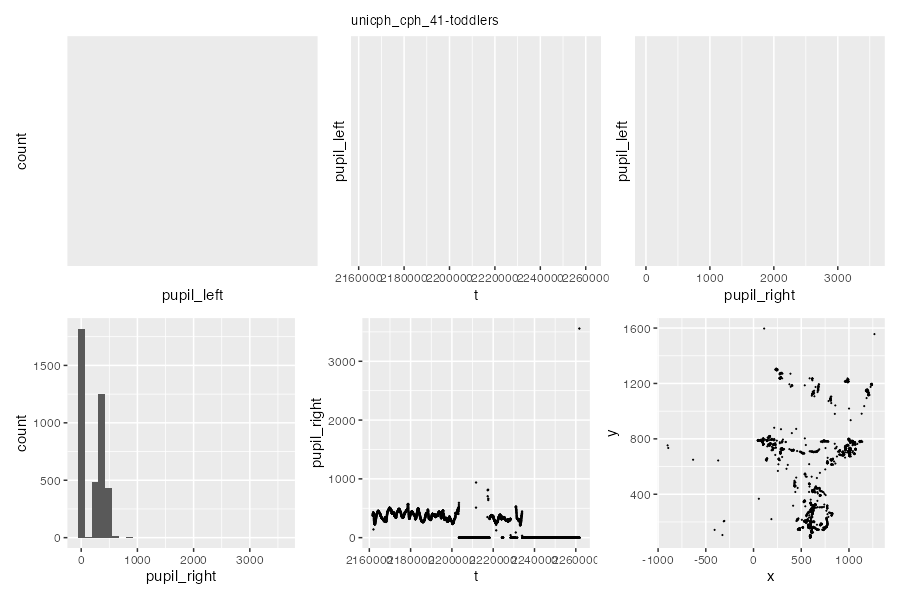 unicph_cph_41-toddlers
count
pupil_left
pupil_left
2160000 2180000 2200000 2220000 2240000 2260000
t
pupil_left
0 1000 2000 3000
pupil_right
count
1500
1000
500
0
0 1000 2000 3000
pupil_right
pupil_right
3000
2000
1000
0
2160000 2180000 2200000 2220000 2240000 2260000
t
y
1600
1200
800
400
-1000 -500 0 500 1000
x